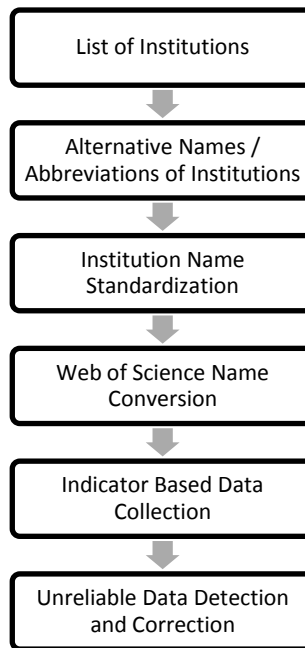 List of Institutions
Alternative Names /
Abbreviations of Institutions
Institution Name
Standardization
Web of Science Name
Conversion
Indicator Based Data
Collection
Unreliable Data Detection
and Correction